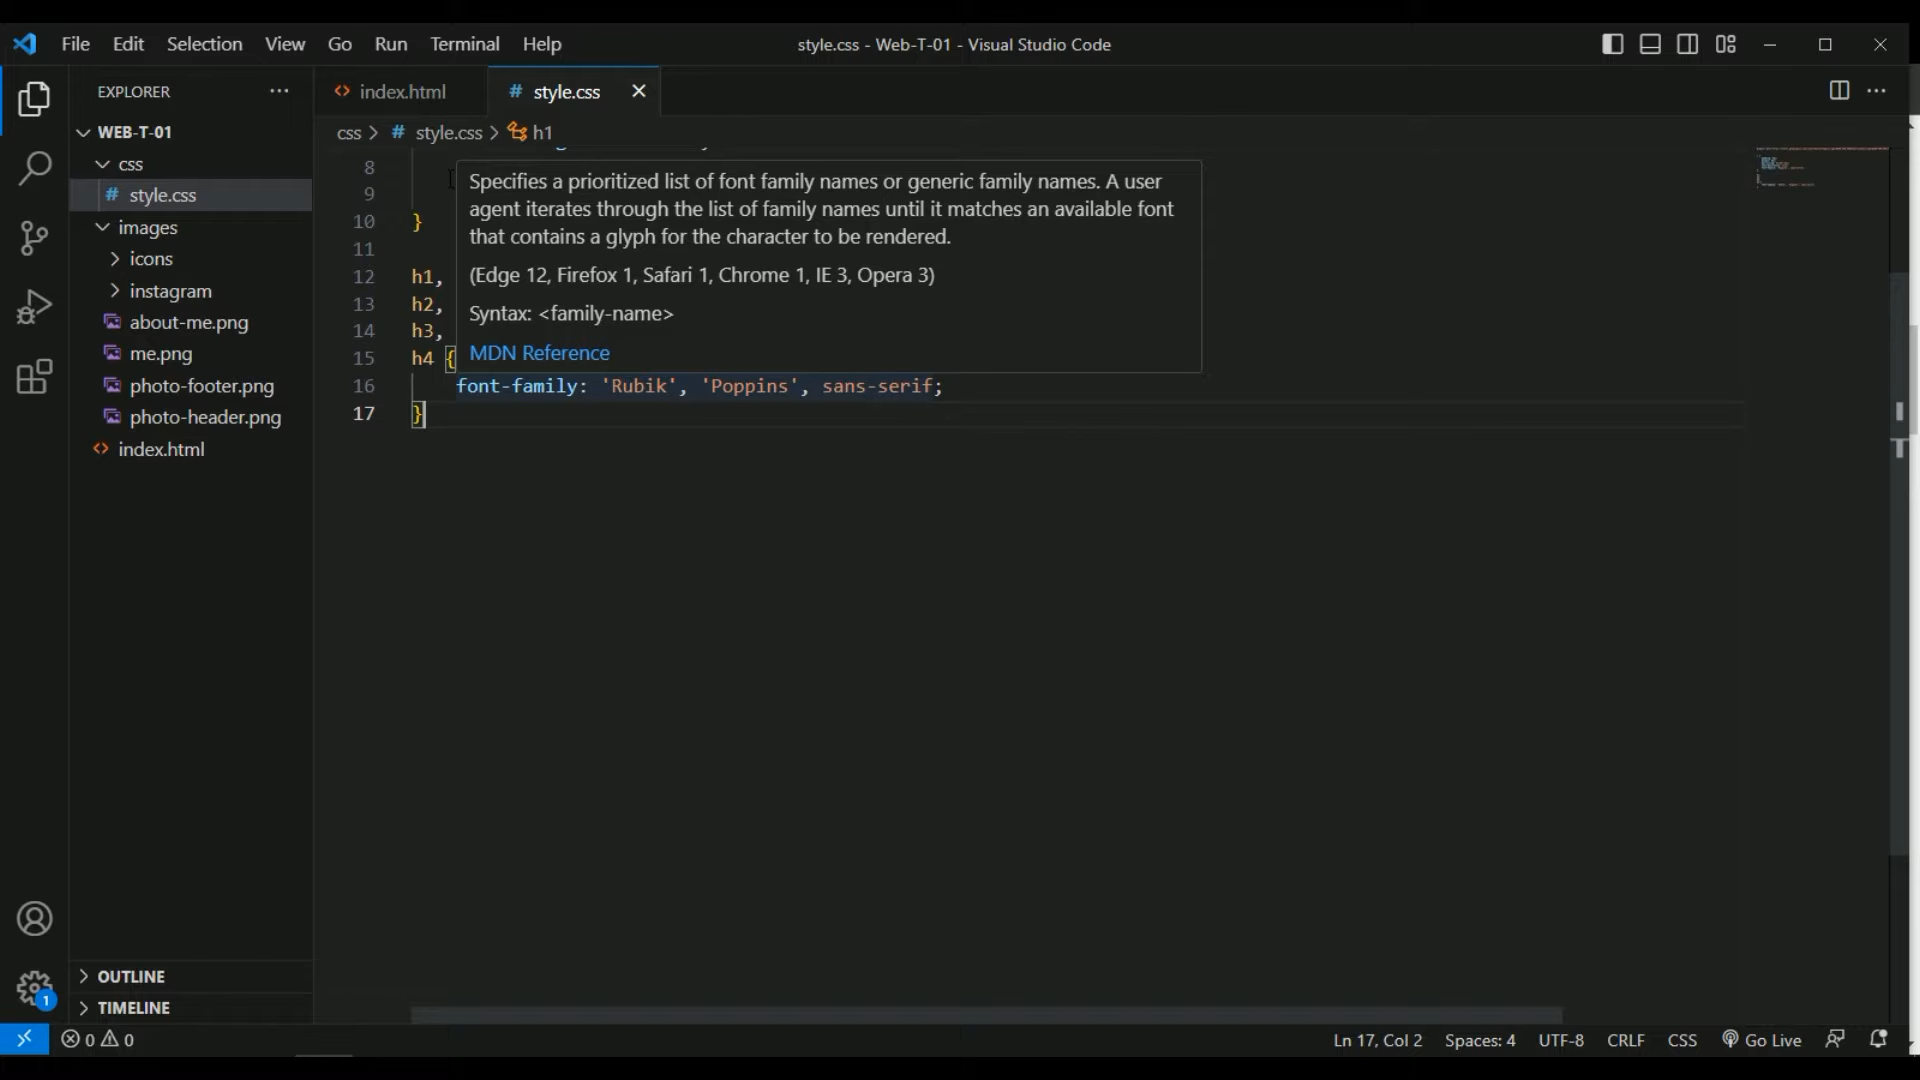 File Edit Selection View Go Run Terminal Help
style.css - Web-T-01 - Visual Studio Code
EXPLORER
WEB-T-01
css
style.css
images
icons
instagram
about-me.png
me.png
photo-footer.png
photo-header.png
index.html
OUTLINE
TIMELINE
index.html
# style.css
css > # style.css > h1
8
9
10 }
11
12 h1,
13 h2,
14 h3,
15 h4 {
16 font-family: 'Rubik', 'Poppins', sans-serif;
17 }
Specifies a prioritized list of font family names or generic family names. A user
agent iterates through the list of family names until it matches an available font
that contains a glyph for the character to be rendered.
(Edge 12, Firefox 1, Safari 1, Chrome 1, IE 3, Opera 3)
Syntax: <family-name>
MDN Reference
1
0 0
Ln 17, Col 2 Spaces: 4 UTF-8 CRLF CSS Go Live